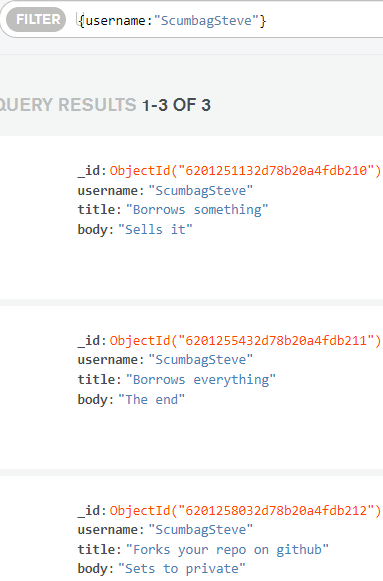 FILTER {username:"ScumbagSteve"}
QUERY RESULTS 1-3 OF 3
_id: ObjectId("6201251132d78b20a4fdb210")
username: "ScumbagSteve"
title: "Borrows something"
body: "Sells it"
_id: ObjectId("6201255432d78b20a4fdb211")
username: "ScumbagSteve"
title: "Borrows everything"
body: "The end"
_id: ObjectId("6201258032d78b20a4fdb212")
username: "ScumbagSteve"
title: "Forks your repo on github"
body: "Sets to private"